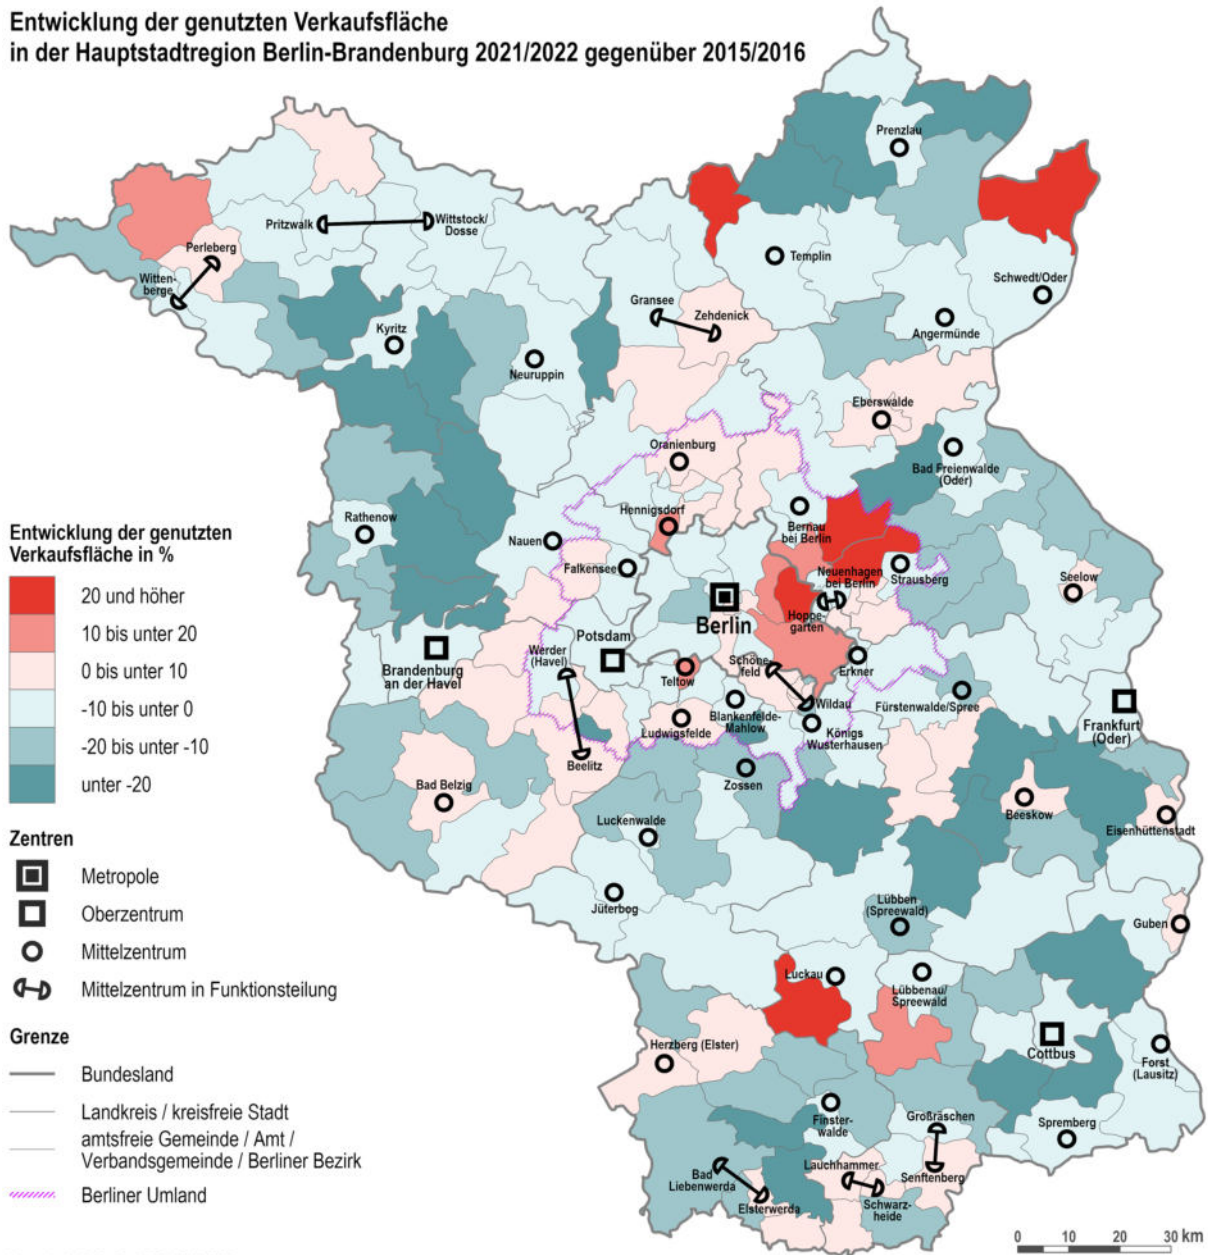 Entwicklung der genutzten Verkaufsfläche
in der Hauptstadtregion Berlin-Brandenburg 2021/2022 gegenüber 2015/2016
Prenzlau
Pritzwalk
Wittstock/
Dosse
Perleberg
Witten-
berge
Templin
Schwedt/Oder
Gransee
Zehdenick
Angermünde
Kyritz
Neuruppin
Eberswalde
Oranienburg
Bad Freienwalde
(Oder)
Hennigsdorf
Rathenow
Nauen
Bernau
bei Berlin
Falkensee
Neuenhagen
bei Berlin
Strausberg
Seelow
Berlin
Hoppe-
garten
Potsdam
Werder
(Havel)
Brandenburg
an der Havel
Schöne-
feld
Erkner
Teltow
Wildau
Fürstenwalde/Spree
Frankfurt
(Oder)
Ludwigsfelde
Blankenfelde-
Mahlow
Königs
Wusterhausen
Beelitz
Zossen
Bad Belzig
Beeskow
Eisenhüttenstadt
Luckenwalde
Jüterbog
Lübben
(Spreewald)
Guben
Luckau
Lübbenau/
Spreewald
Herzberg (Elster)
Cottbus
Forst
(Lausitz)
Finster-
walde
Großräschen
Spremberg
Bad
Liebenwerda
Lauchhammer
Senftenberg
Elsterwerda
Schwarz-
heide
Entwicklung der genutzten
Verkaufsfläche in %
20 und höher
10 bis unter 20
0 bis unter 10
-10 bis unter 0
-20 bis unter -10
unter -20
Zentren
Metropole
Oberzentrum
Mittelzentrum
Mittelzentrum in Funktionsteilung
Grenze
Bundesland
Landkreis / kreisfreie Stadt
amtsfreie Gemeinde / Amt /
Verbandsgemeinde / Berliner Bezirk
Berliner Umland
0 10 20 30 km